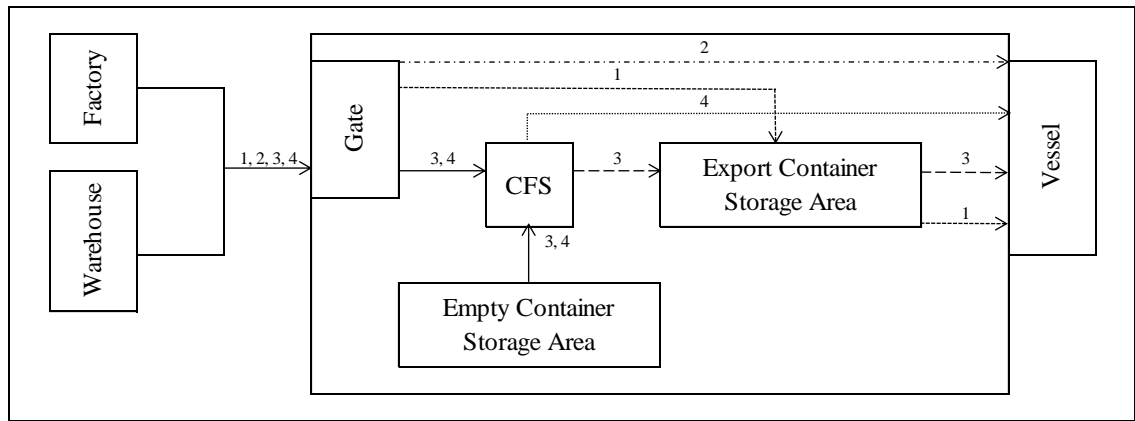 Factory
Warehouse
1, 2, 3, 4
Gate
2
1
4
3, 4
CFS
3
Export Container
Storage Area
3
1
Vessel
3, 4
Empty Container
Storage Area